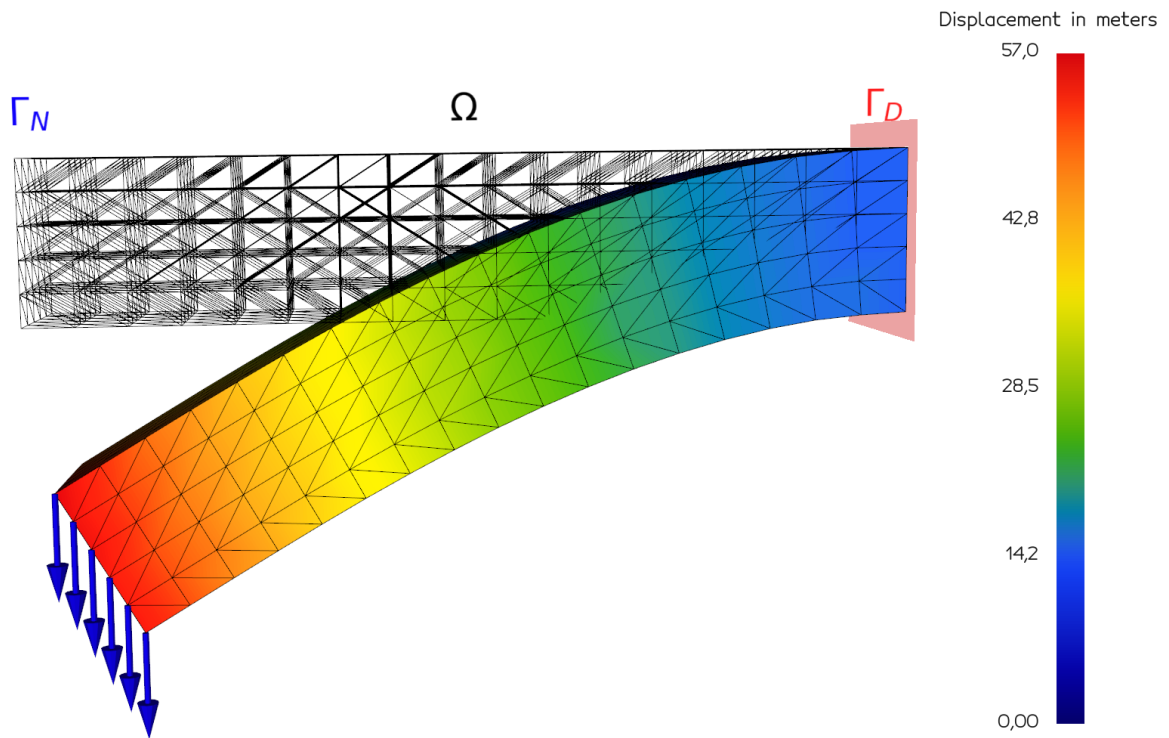 Displacement in meters
57,0
Γ_N
Ω
Γ_D
42,8
28,5
14,2
0,00